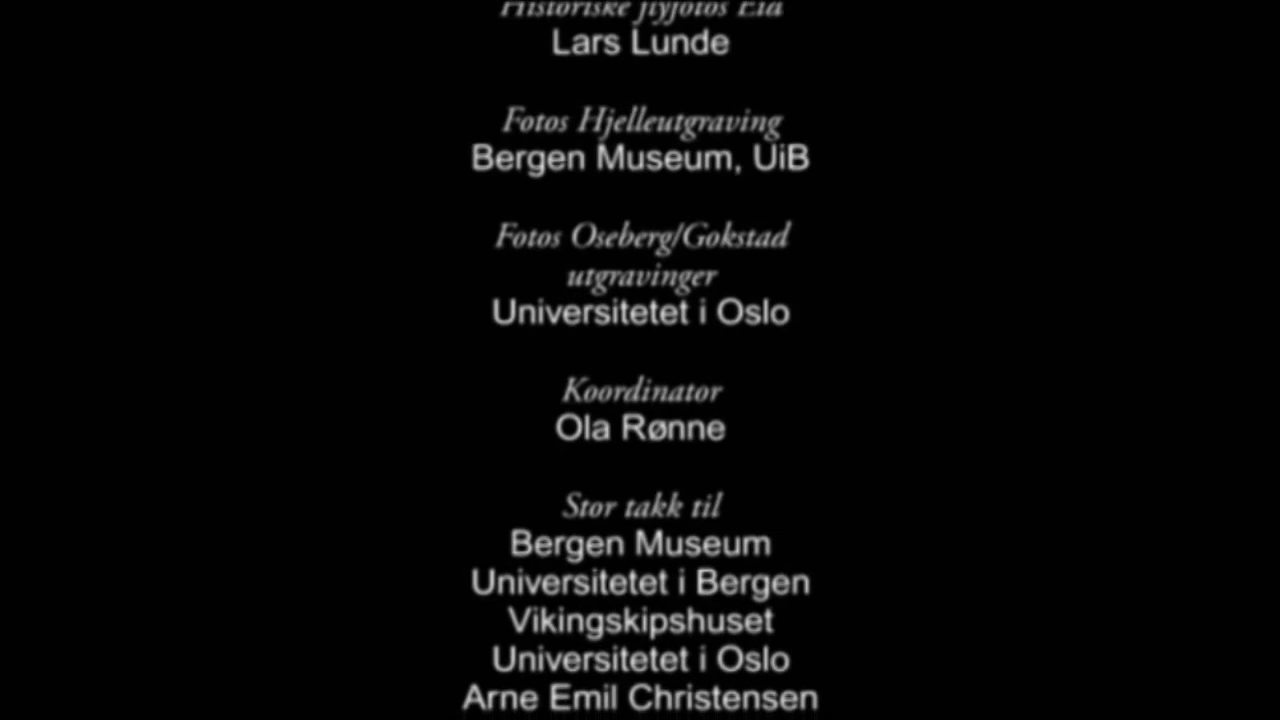 Historiske flyfotos
Lars Lunde
Fotos Hjelleutgraving
Bergen Museum, UiB
Fotos Oseberg/Gokstad
utgravinger
Universitetet i Oslo
Koordinator
Ola Rønne
Stor takk til
Bergen Museum
Universitetet i Bergen
Vikingskipshuset
Universitetet i Oslo
Arne Emil Christensen